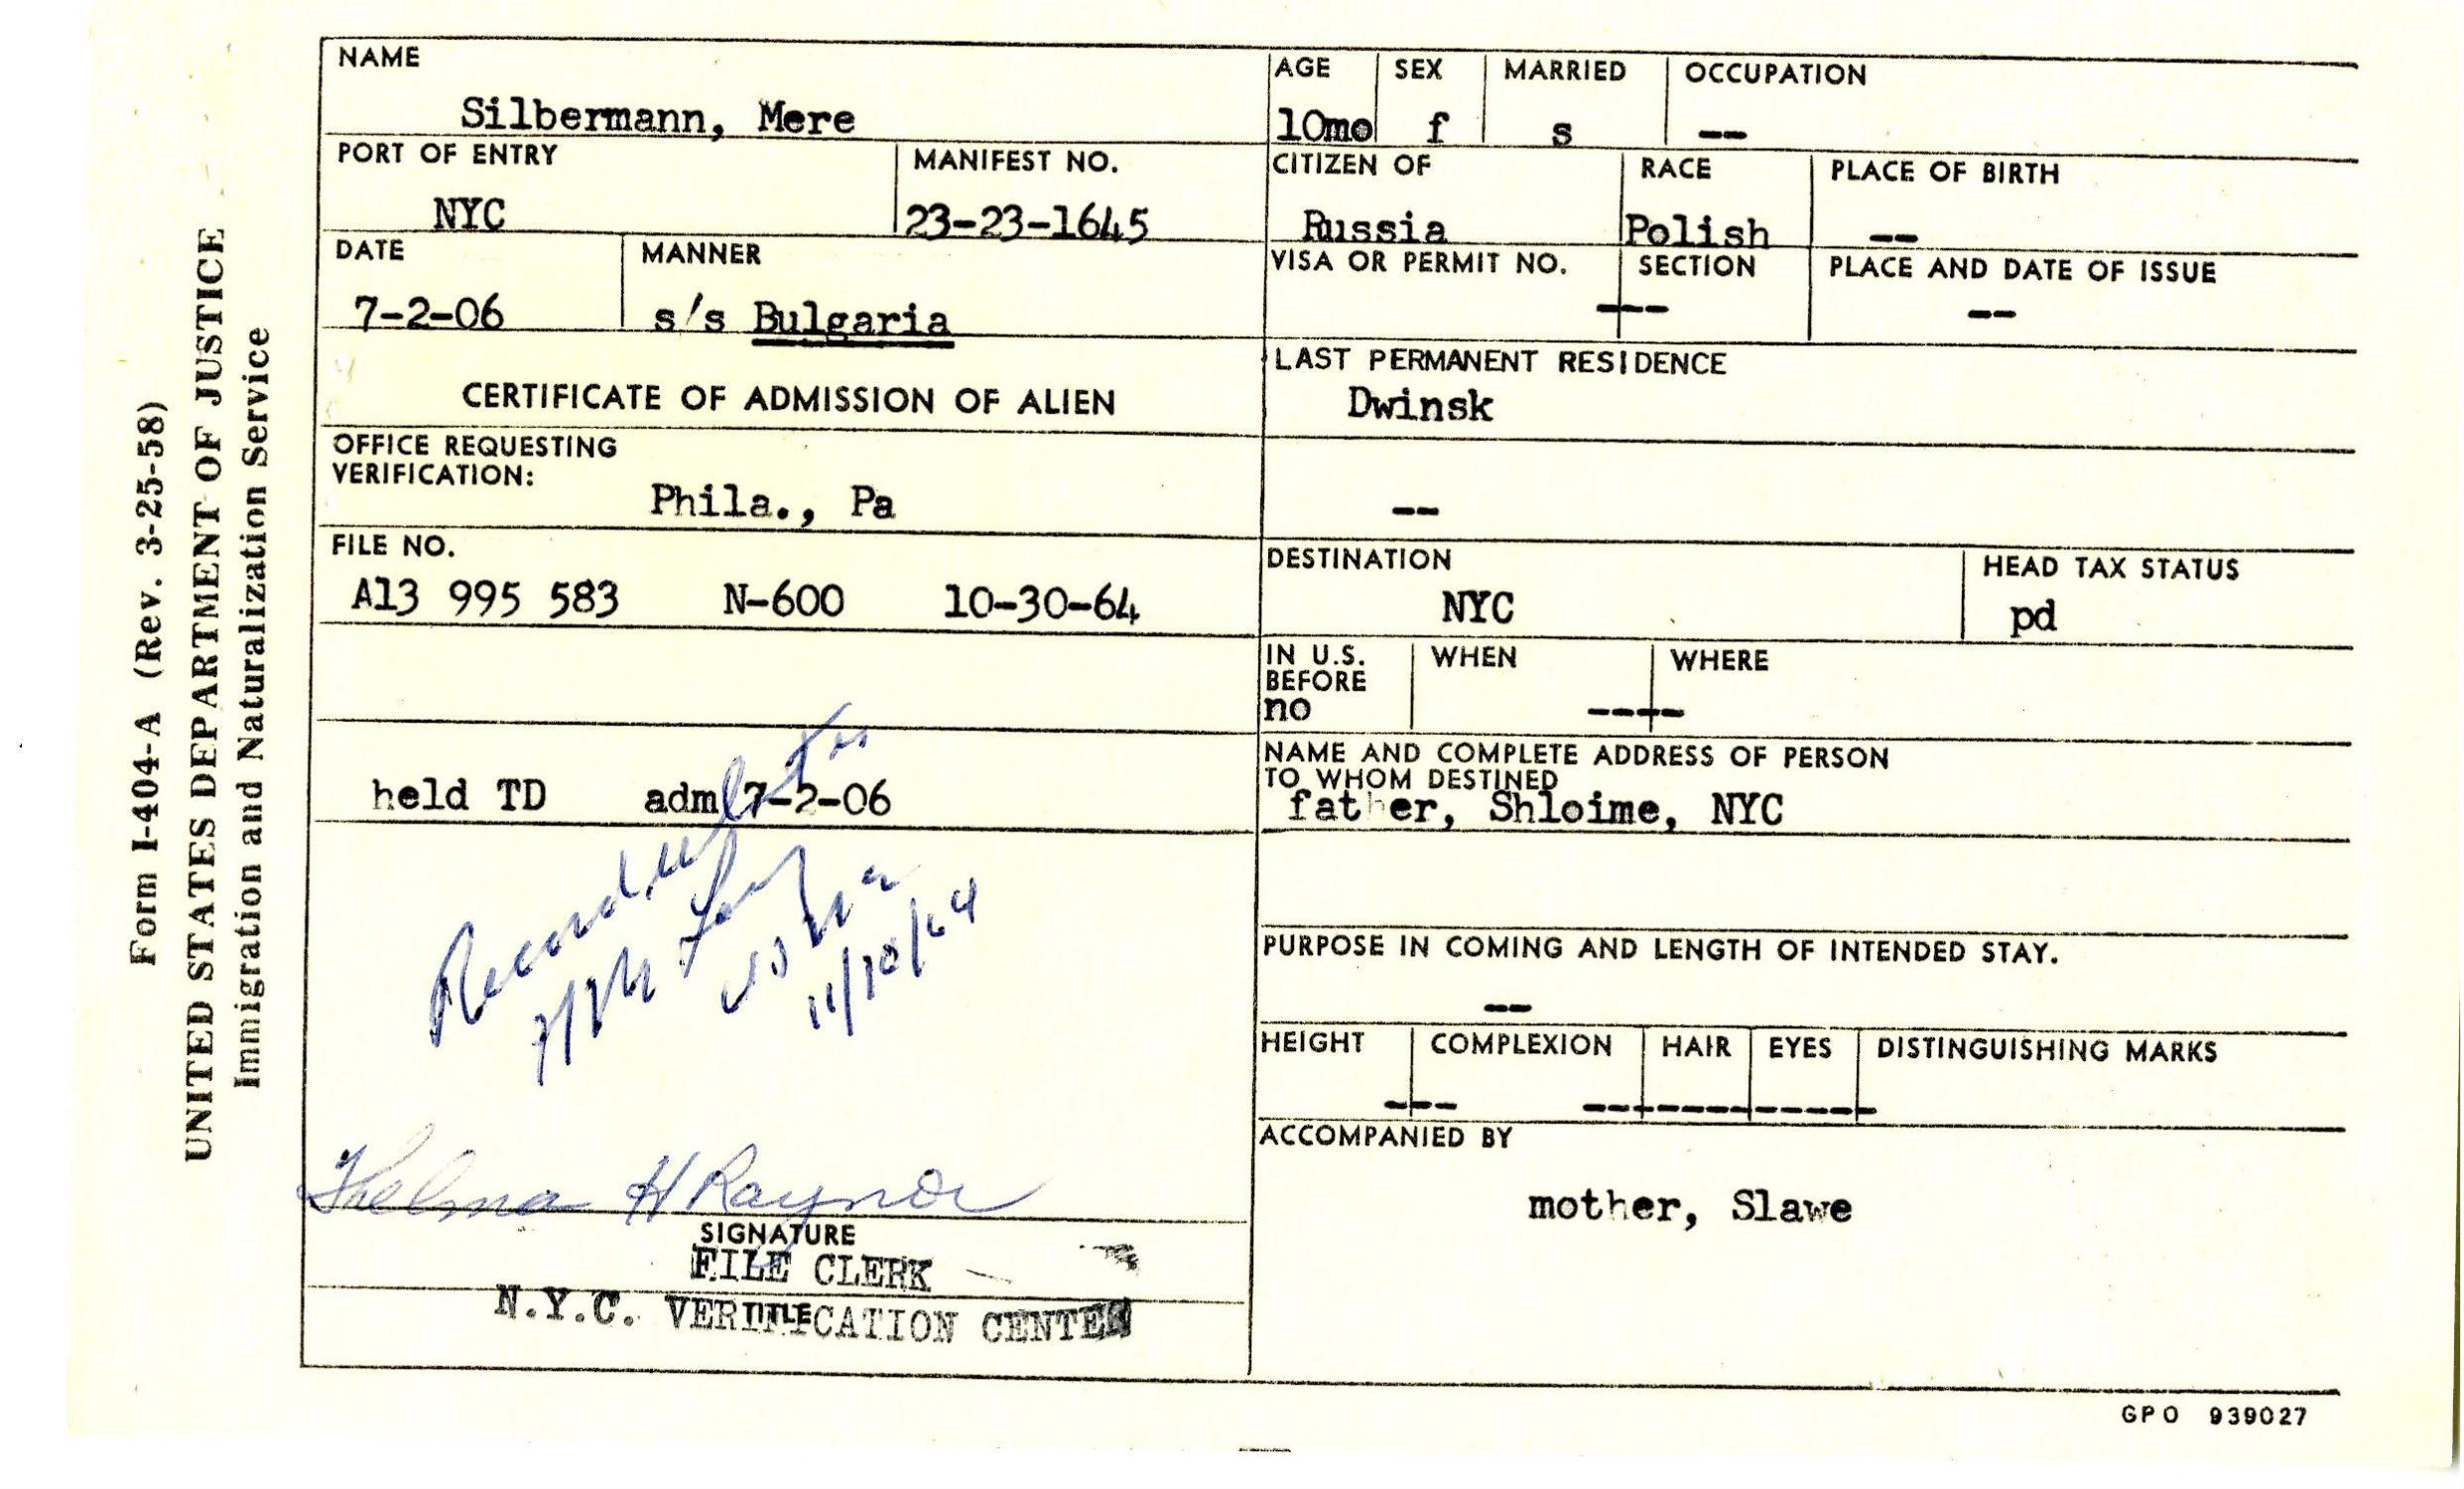 Form I-404-A (Rev. 3-25-58)
UNITED STATES DEPARTMENT OF JUSTICE
Immigration and Naturalization Service
NAME
Silbermann, Mere
PORT OF ENTRY
NYC
MANIFEST NO.
23-23-1645
DATE
7-2-06
MANNER
s/s Bulgaria
CERTIFICATE OF ADMISSION OF ALIEN
OFFICE REQUESTING
VERIFICATION:
Phila., Pa
FILE NO.
A13 995 583 N-600 10-30-64
held TD adm 7-2-06
11/10/64
Thelma H Raynor
SIGNATURE
FILE CLERK
TITLE
N.Y.C. VERIFICATION CENTER
AGE
10mo
SEX
f
MARRIED
s
OCCUPATION
--
CITIZEN OF
Russia
RACE
Polish
PLACE OF BIRTH
--
VISA OR PERMIT NO.
SECTION
---
PLACE AND DATE OF ISSUE
--
LAST PERMANENT RESIDENCE
Dwinsk
--
DESTINATION
NYC
HEAD TAX STATUS
pd
IN U.S.
BEFORE
no
WHEN
WHERE
----
NAME AND COMPLETE ADDRESS OF PERSON
TO WHOM DESTINED
father, Shloime, NYC
PURPOSE IN COMING AND LENGTH OF INTENDED STAY.
--
HEIGHT
COMPLEXION
HAIR
EYES
DISTINGUISHING MARKS
--- -----------
ACCOMPANIED BY
mother, Slawe
GPO 939027